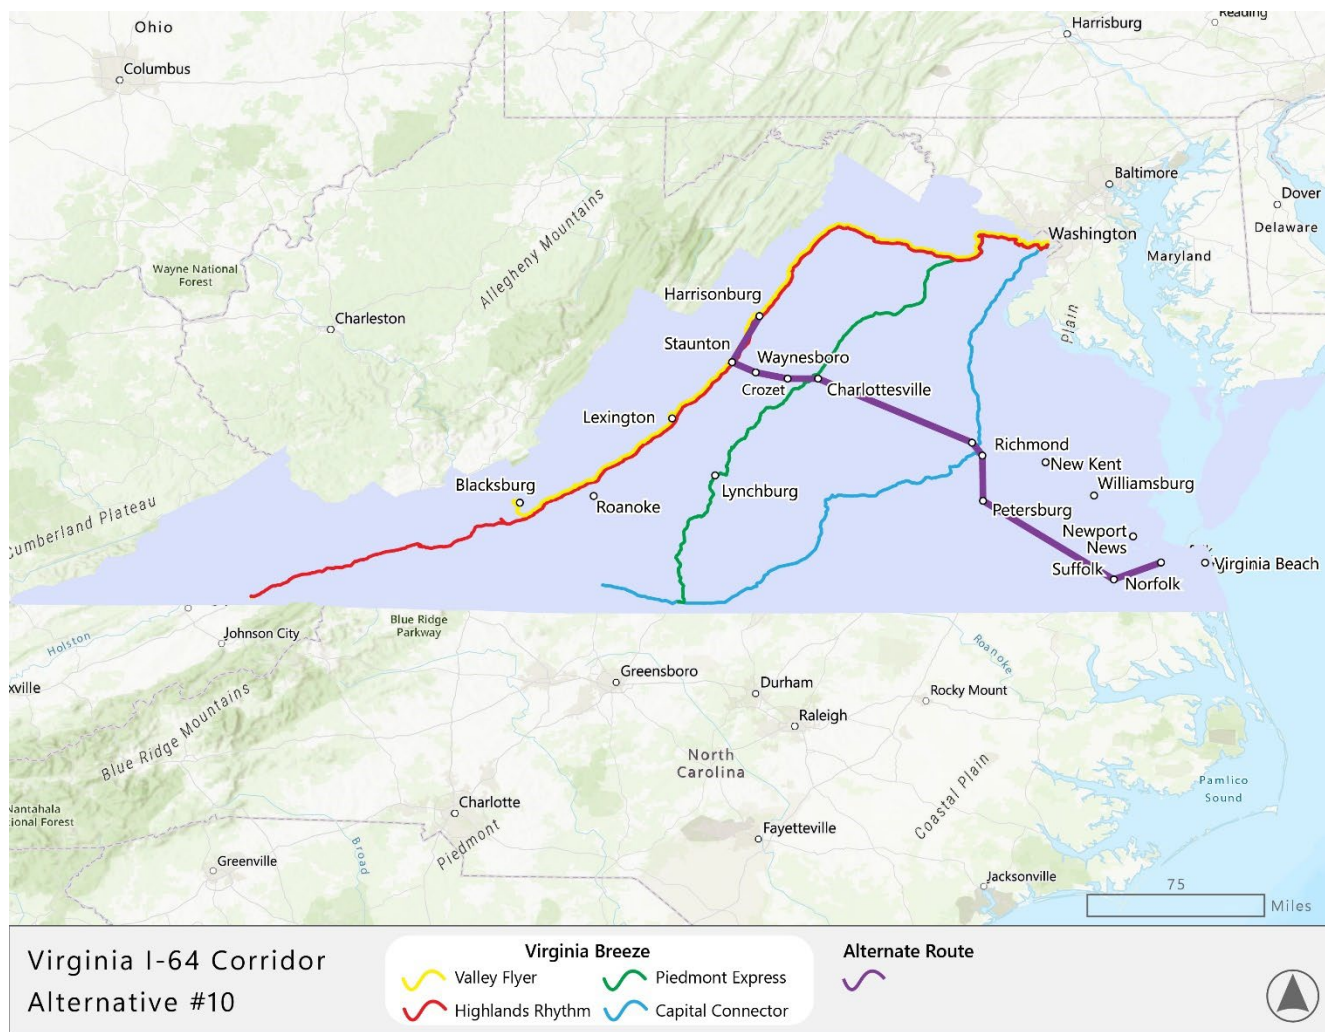 Ohio
Columbus
Harrisburg
Reading
Baltimore
Dover
Delaware
Washington
Maryland
Plain
Wayne National
Forest
Allegheny Mountains
Charleston
Harrisonburg
Staunton
Waynesboro
Crozet
Charlottesville
Lexington
Richmond
New Kent
Williamsburg
Blacksburg
Roanoke
Lynchburg
Petersburg
Newport
News
Cumberland Plateau
Suffolk
Norfolk
Virginia Beach
Holston
Johnson City
Blue Ridge
Parkway
Roanoke
xville
Greensboro
Durham
Rocky Mount
Raleigh
Blue Ridge Mountains
North
Carolina
Coastal Plain
Pamlico
Sound
Nantahala
ional Forest
Charlotte
Piedmont
Fayetteville
Broad
Greenville
Jacksonville
75
Miles
Virginia I-64 Corridor
Alternative #10
Virginia Breeze
Valley Flyer
Piedmont Express
Highlands Rhythm
Capital Connector
Alternate Route